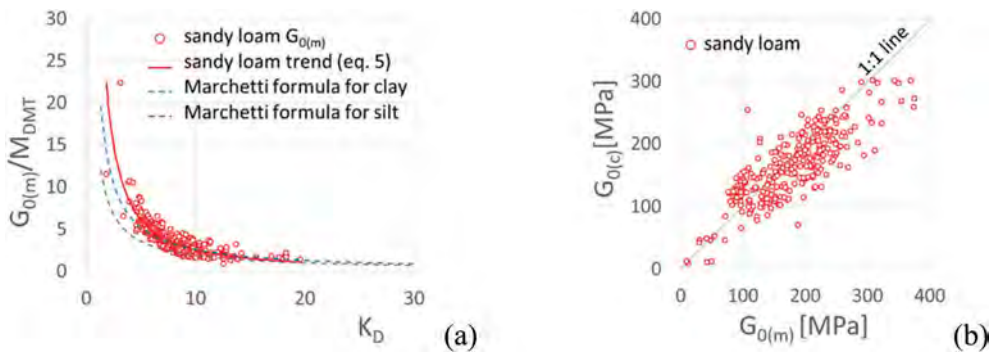 30
25
20
15
10
5
0
G0(m)/MDMT
sandy loam G0(m)
sandy loam trend (eq. 5)
Marchetti formula for clay
Marchetti formula for silt
0
10
20
30
KD
(a)
400
300
200
100
0
G0(c) [MPa]
sandy loam
1:1 line
0
100
200
300
400
G0(m) [MPa]
(b)